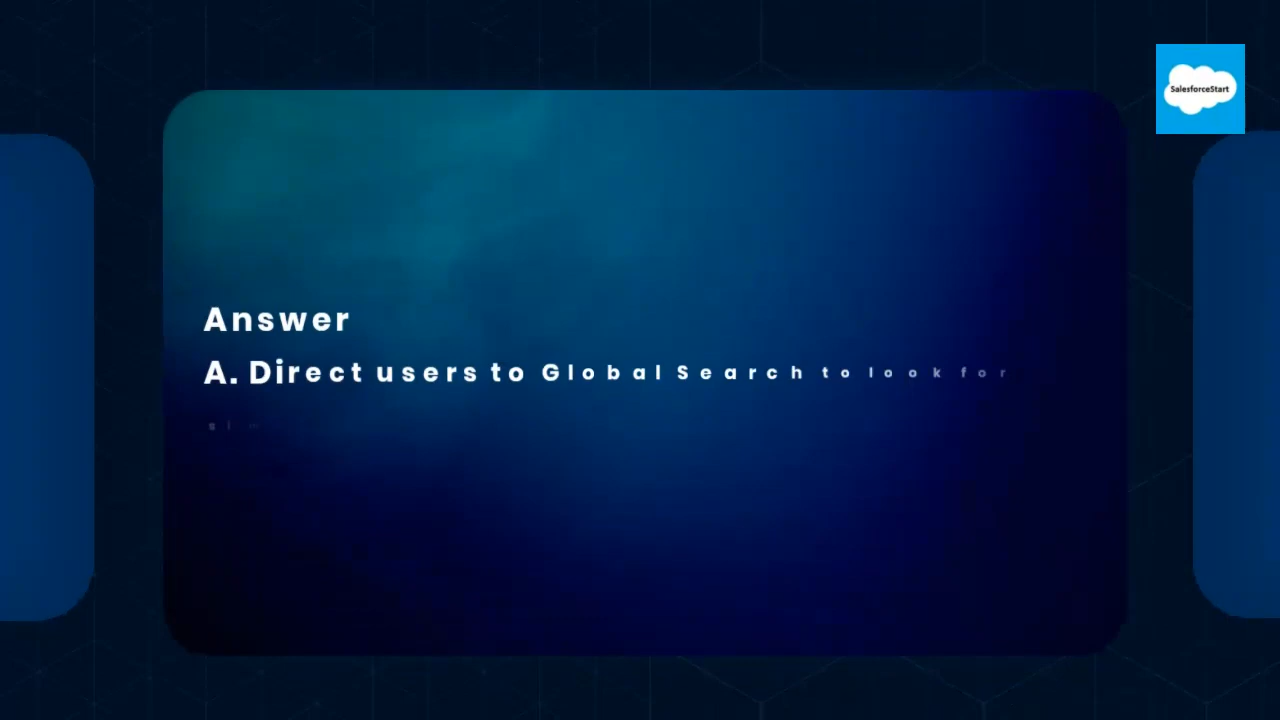 SalesforceStart
Answer
A. Direct users to Global Search to look for